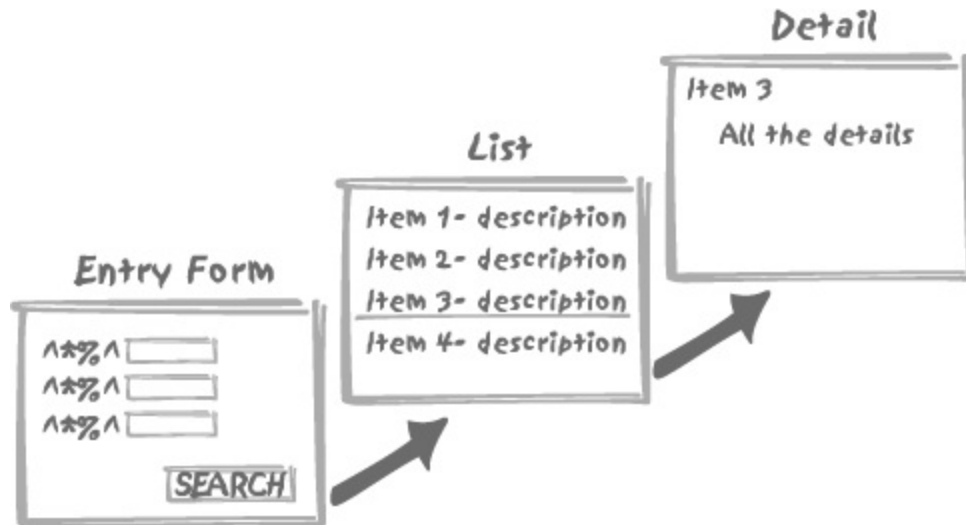 Entry Form
^*%^
^*%^
^*%^
SEARCH
List
Item 1- description
Item 2- description
Item 3- description
Item 4- description
Detail
Item 3
All the details